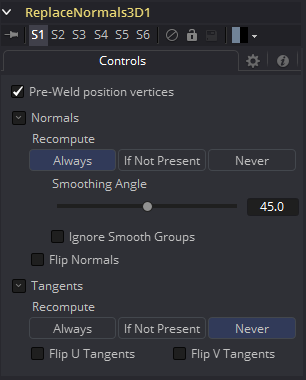 ReplaceNormals3D1
S1 S2 S3 S4 S5 S6
Controls
Pre-Weld position vertices
Normals
Recompute
Always If Not Present Never
Smoothing Angle
45.0
Ignore Smooth Groups
Flip Normals
Tangents
Recompute
Always If Not Present Never
Flip U Tangents Flip V Tangents